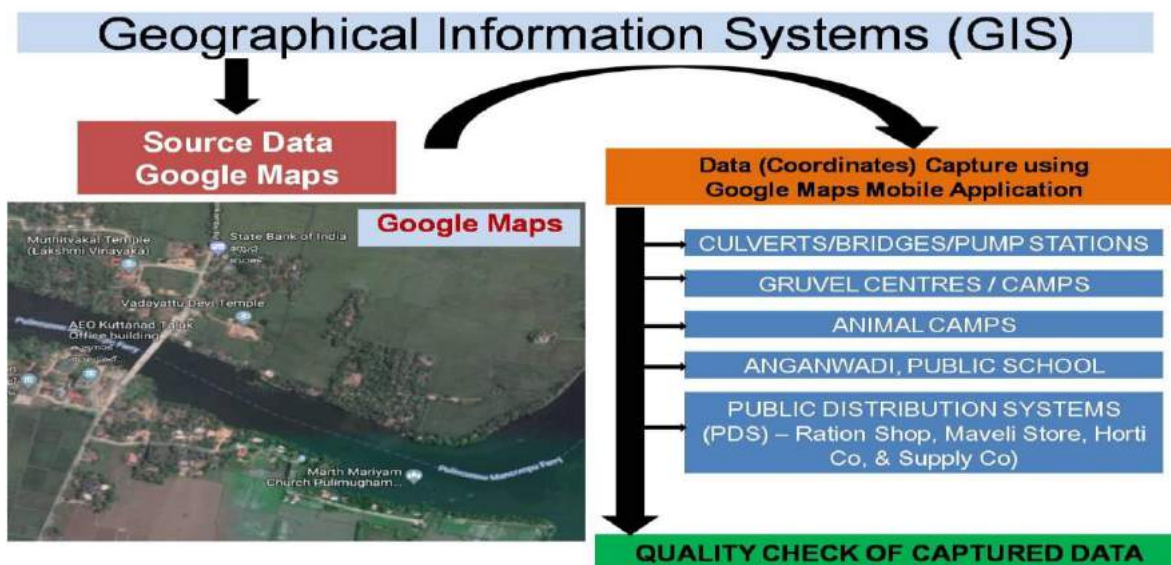 Geographical Information Systems (GIS)
Source Data
Google Maps
Google Maps
Muthitvakal Temple
(Lakshmi Vinayaka)
State Bank of India
Vadayattu Devi Temple
AEO Kuttanad Taluk
Office building
Marth Mariyam
Church Pulimugham...
Data (Coordinates) Capture using
Google Maps Mobile Application
CULVERTS/BRIDGES/PUMP STATIONS
GRUVEL CENTRES / CAMPS
ANIMAL CAMPS
ANGANWADI, PUBLIC SCHOOL
PUBLIC DISTRIBUTION SYSTEMS
(PDS) – Ration Shop, Maveli Store, Horti
Co, & Supply Co)
QUALITY CHECK OF CAPTURED DATA